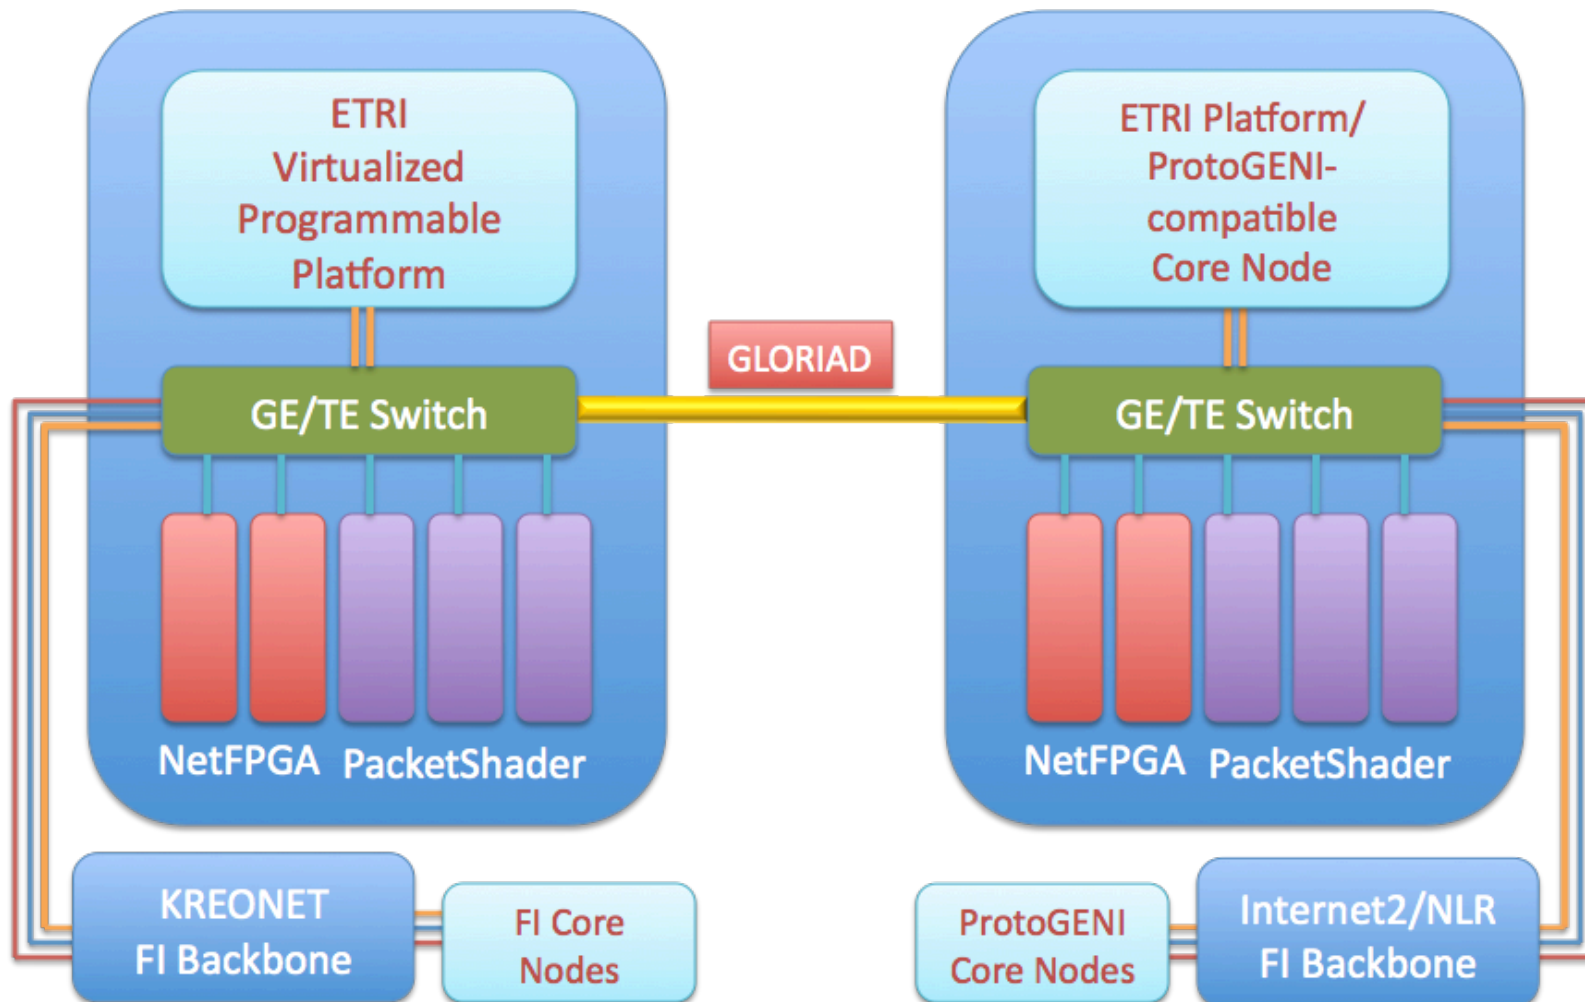 ETRI
Virtualized
Programmable
Platform
GE/TE Switch
NetFPGA PacketShader
KREONET
FI Backbone
FI Core
Nodes
GLORIAD
ETRI Platform/
ProtoGENI-
compatible
Core Node
GE/TE Switch
NetFPGA PacketShader
ProtoGENI
Core Nodes
Internet2/NLR
FI Backbone